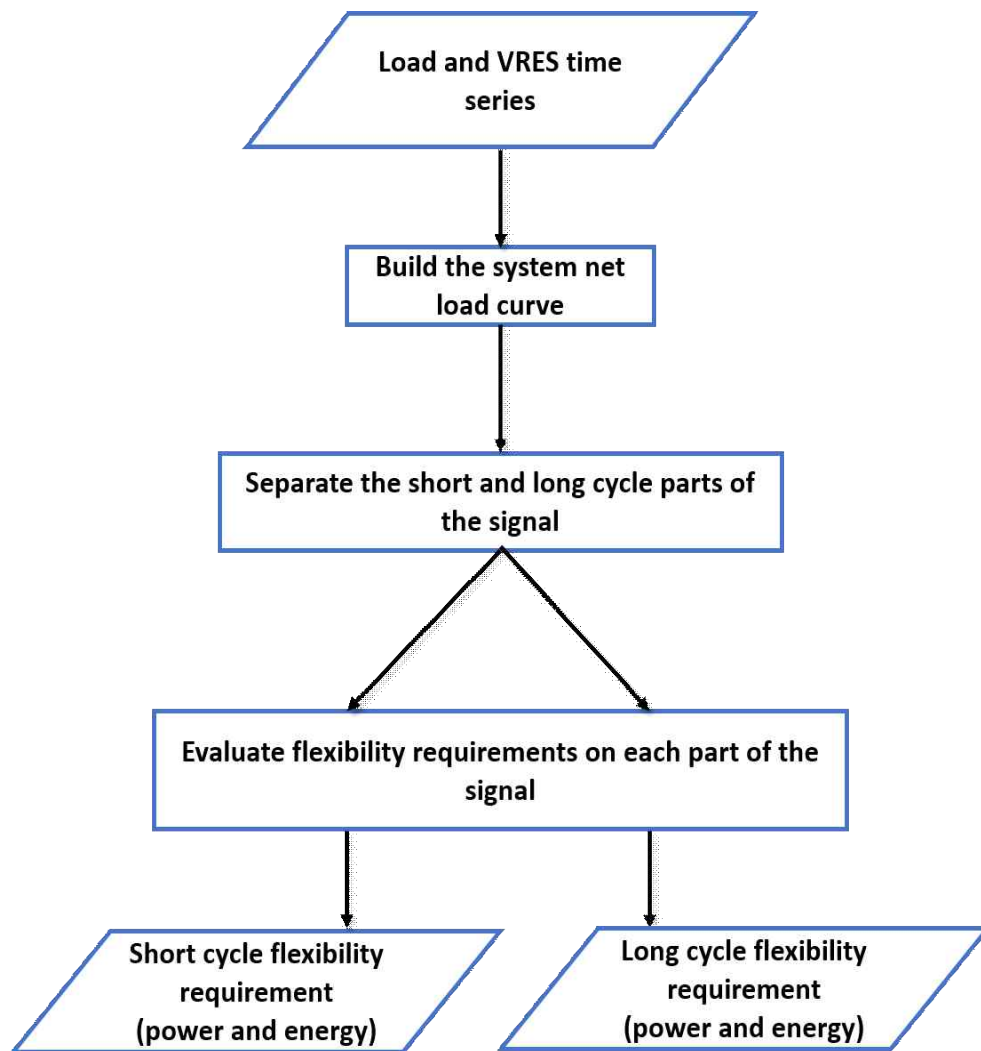 Load and VRES time
series
Build the system net
load curve
Separate the short and long cycle parts of
the signal
Evaluate flexibility requirements on each part of the
signal
Short cycle flexibility
requirement
(power and energy)
Long cycle flexibility
requirement
(power and energy)